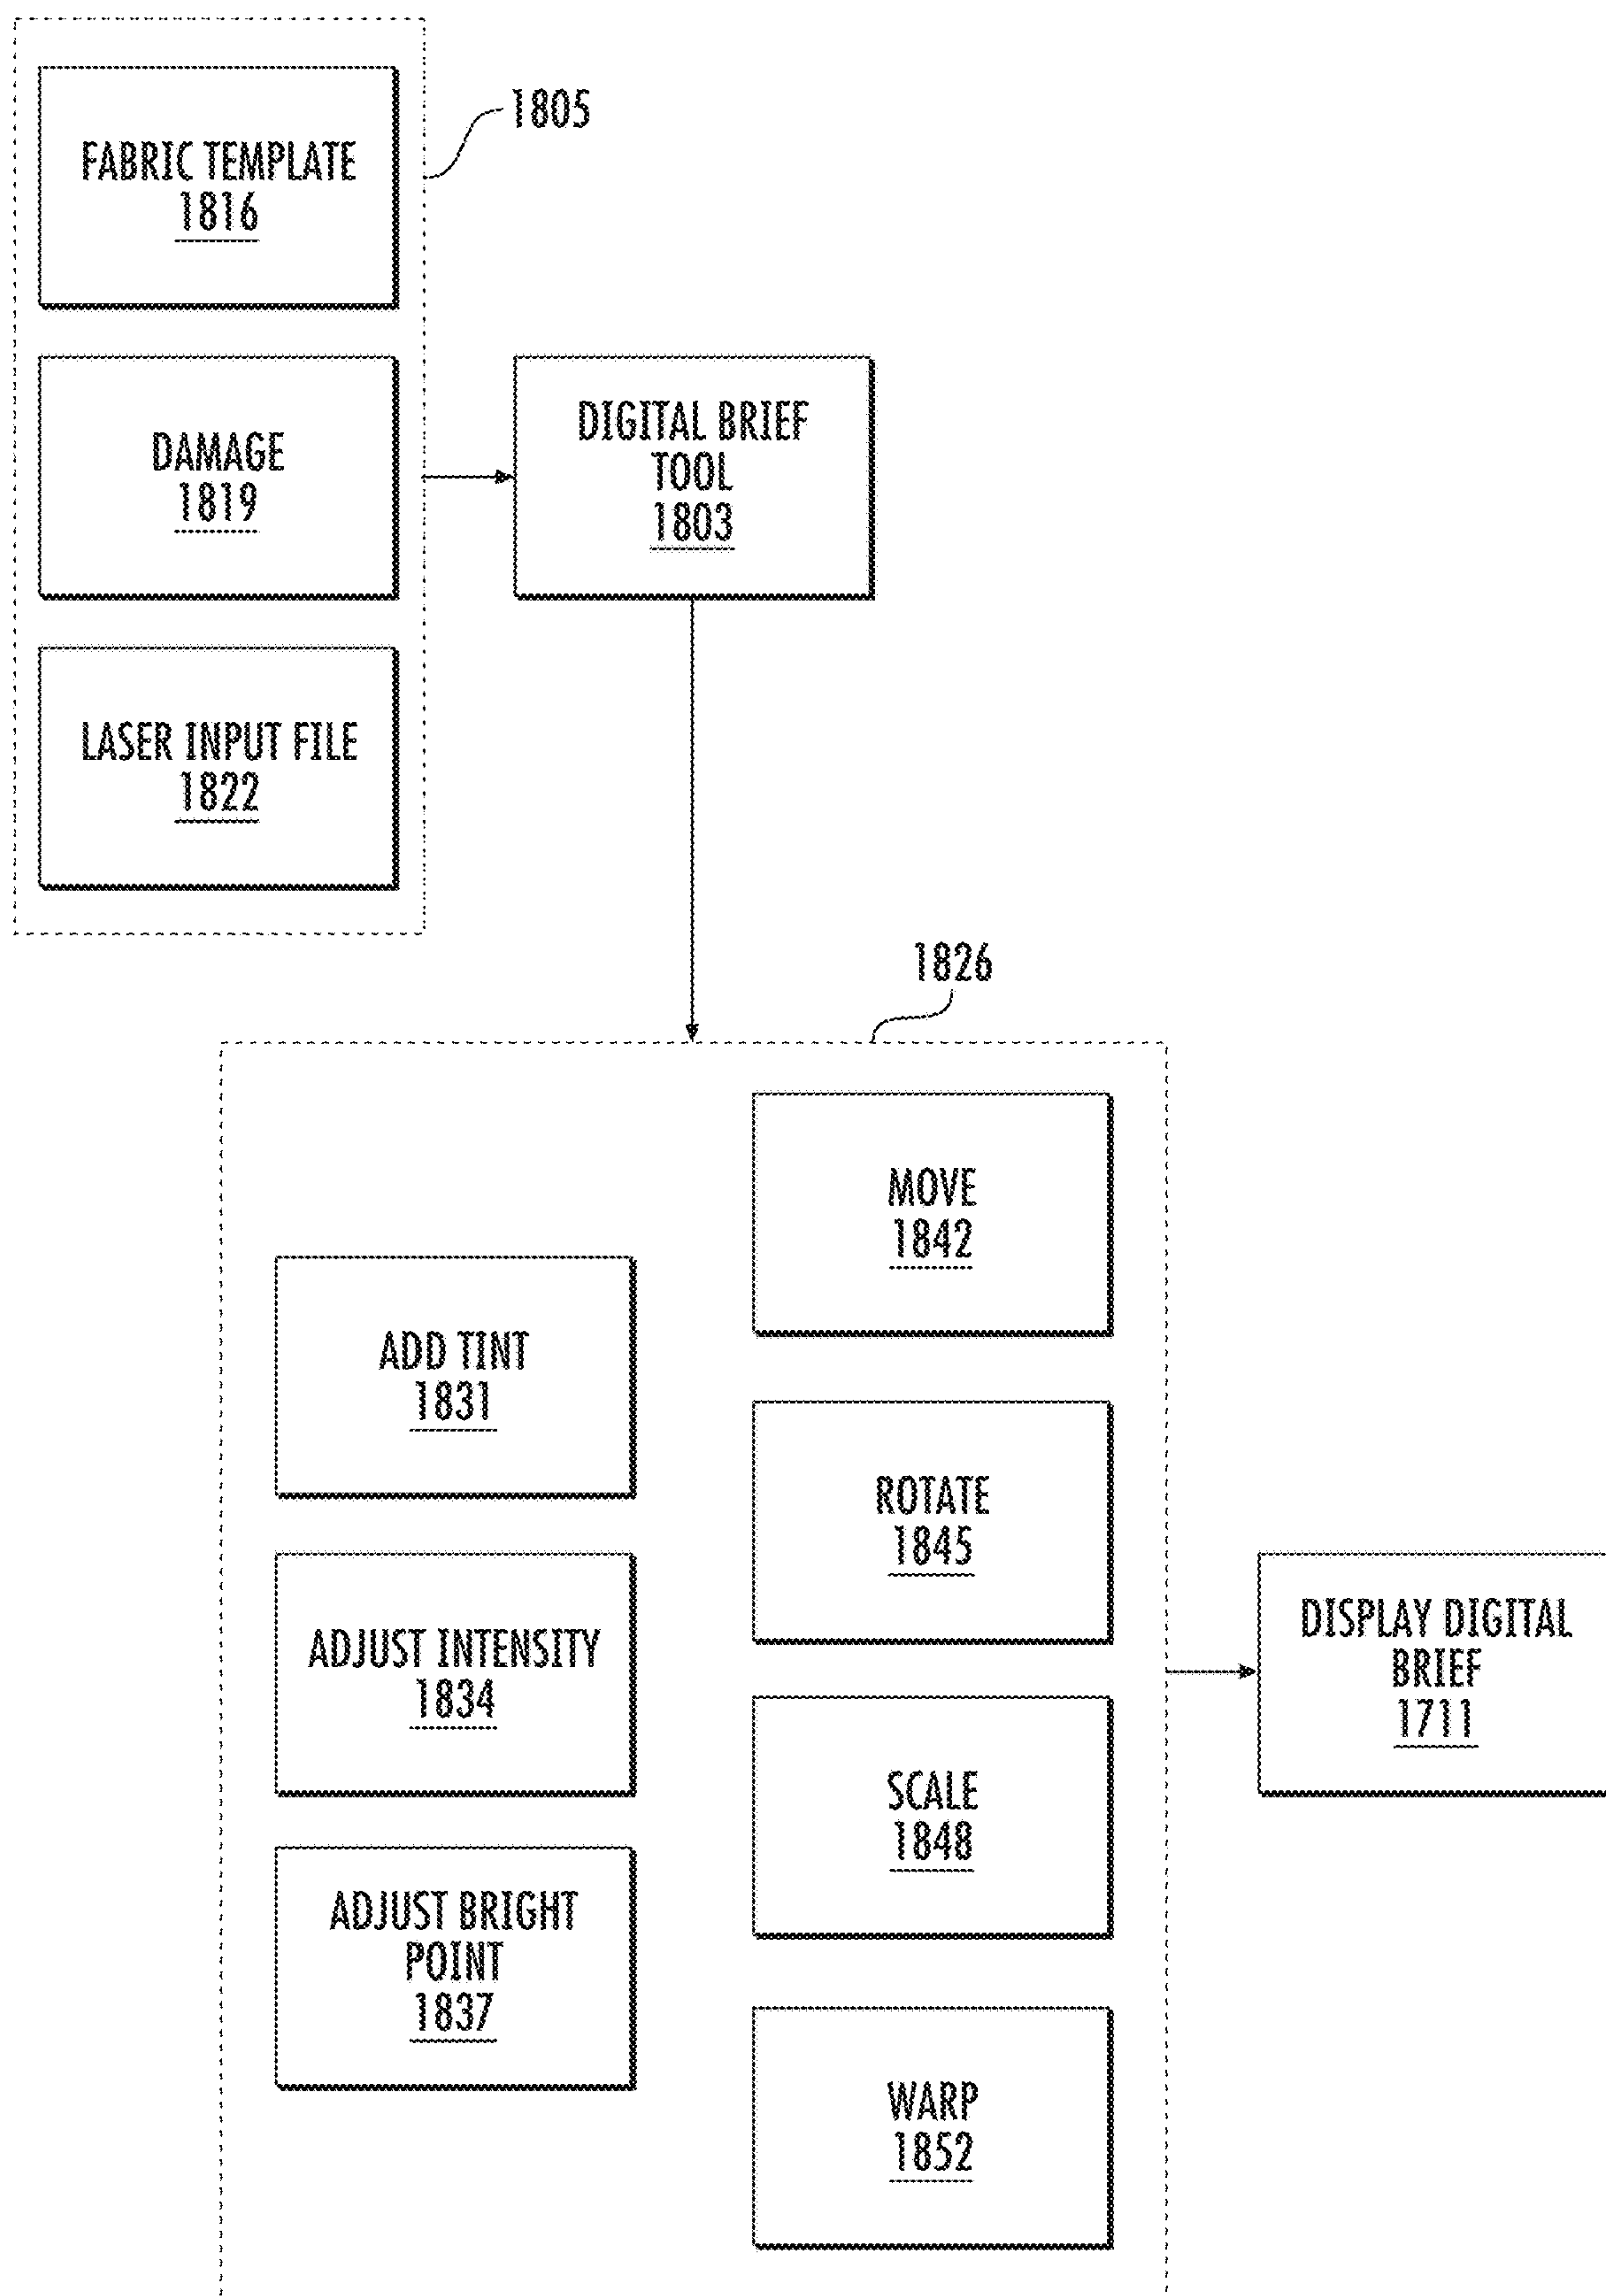 FABRIC TEMPLATE
1816
1805
DAMAGE
1819
DIGITAL BRIEF
TOOL
1803
LASER INPUT FILE
1822
1826
MOVE
1842
ADD TINT
1831
ROTATE
1845
ADJUST INTENSITY
1834
DISPLAY DIGITAL
BRIEF
1711
SCALE
1848
ADJUST BRIGHT
POINT
1837
WARP
1852